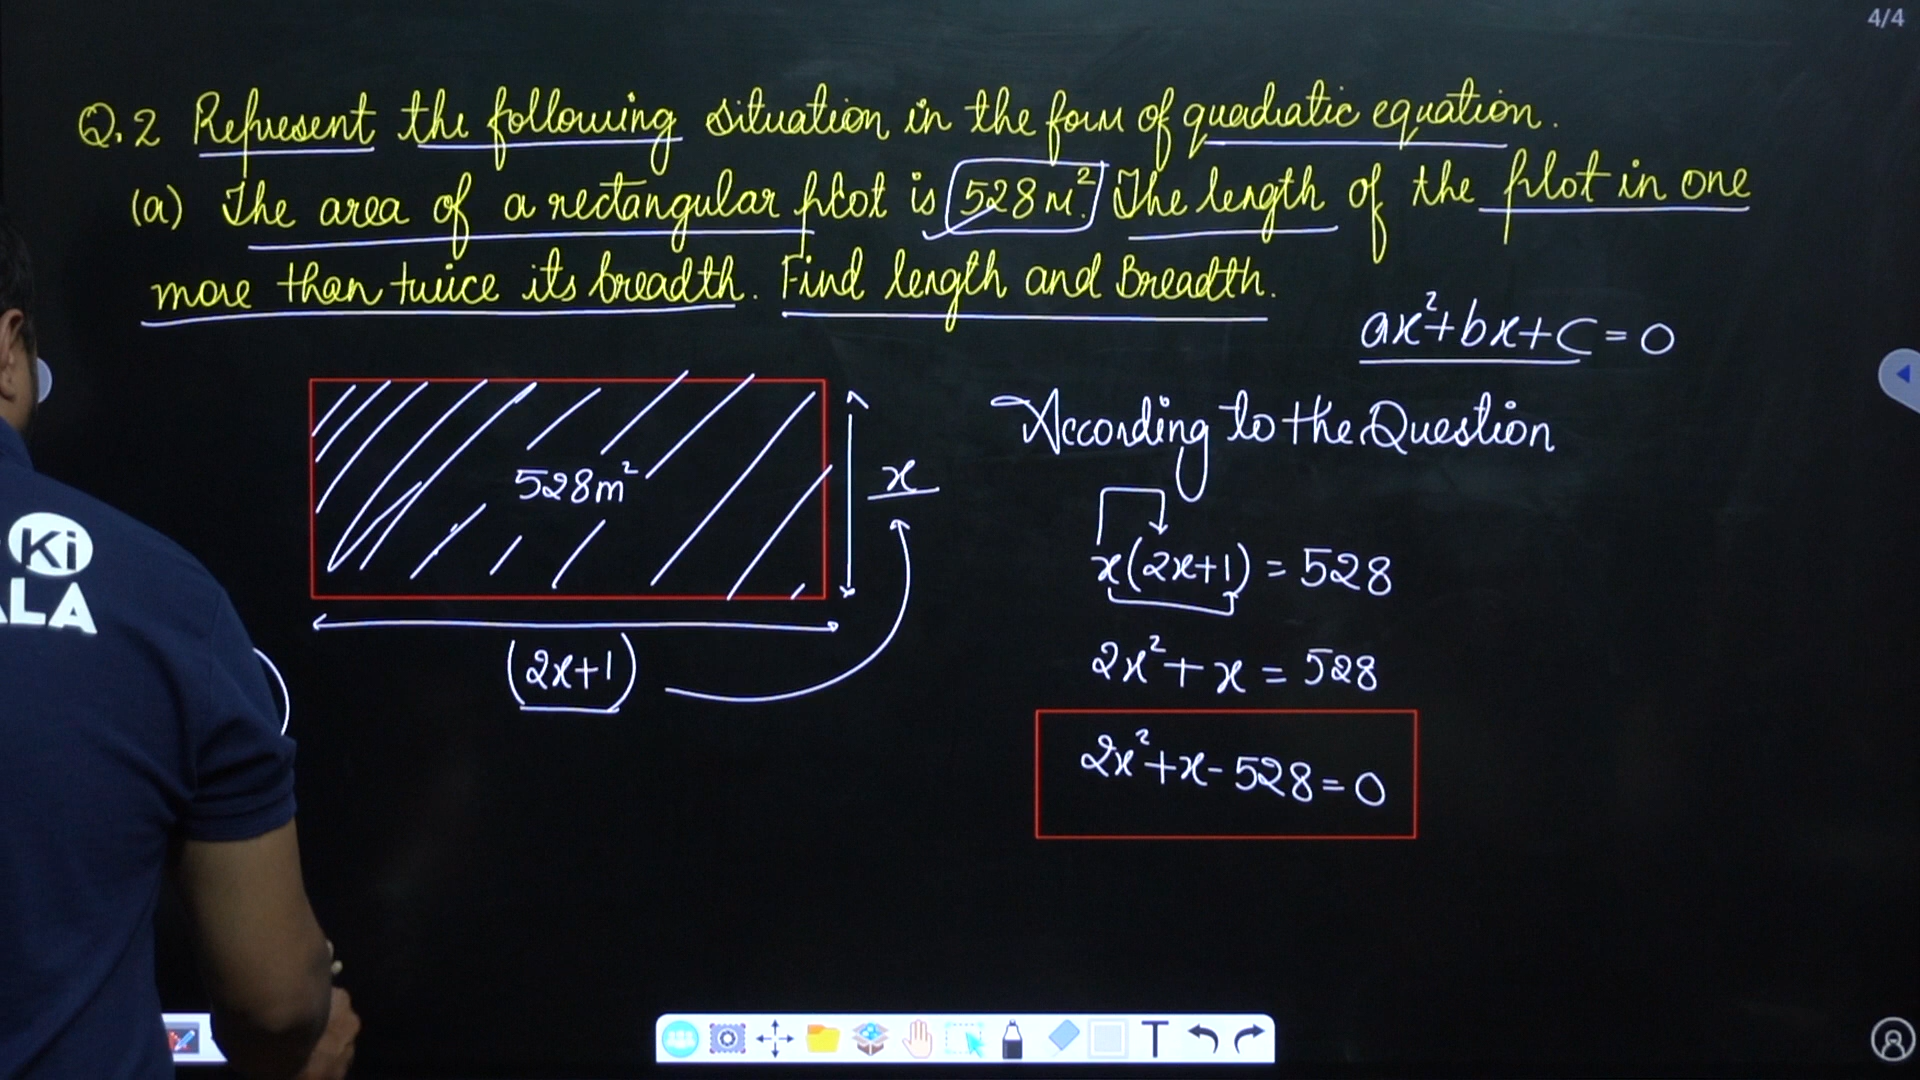 4/4
Q.2 Represent the following situation in the form of quadratic equation.
(a) The area of a rectangular plot is 528 m². The length of the plot in one
more than twice its breadth. Find length and Breadth.
ax²+bx+c=0
According to the Question
528m²
x
x(2x+1) = 528
(2x+1)
2x²+x = 528
2x²+x-528=0
Ki
ALA
T